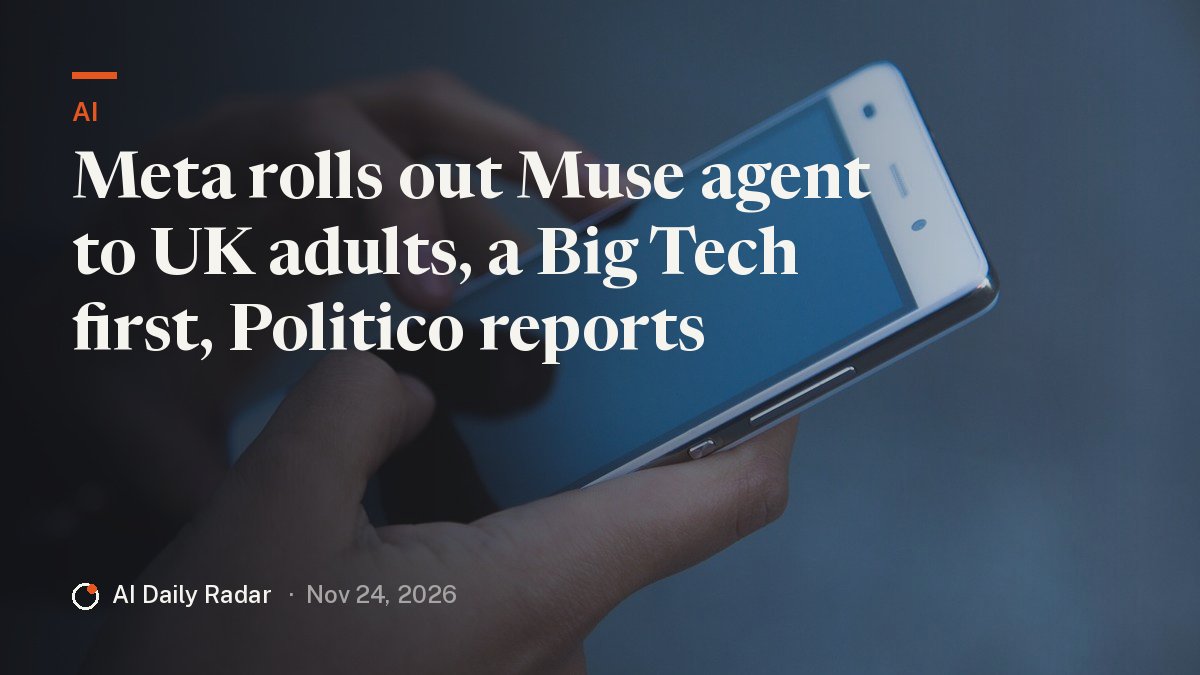 AI
Meta rolls out Muse agent
to UK adults, a Big Tech
first, Politico reports
AI Daily Radar · Nov 24, 2026